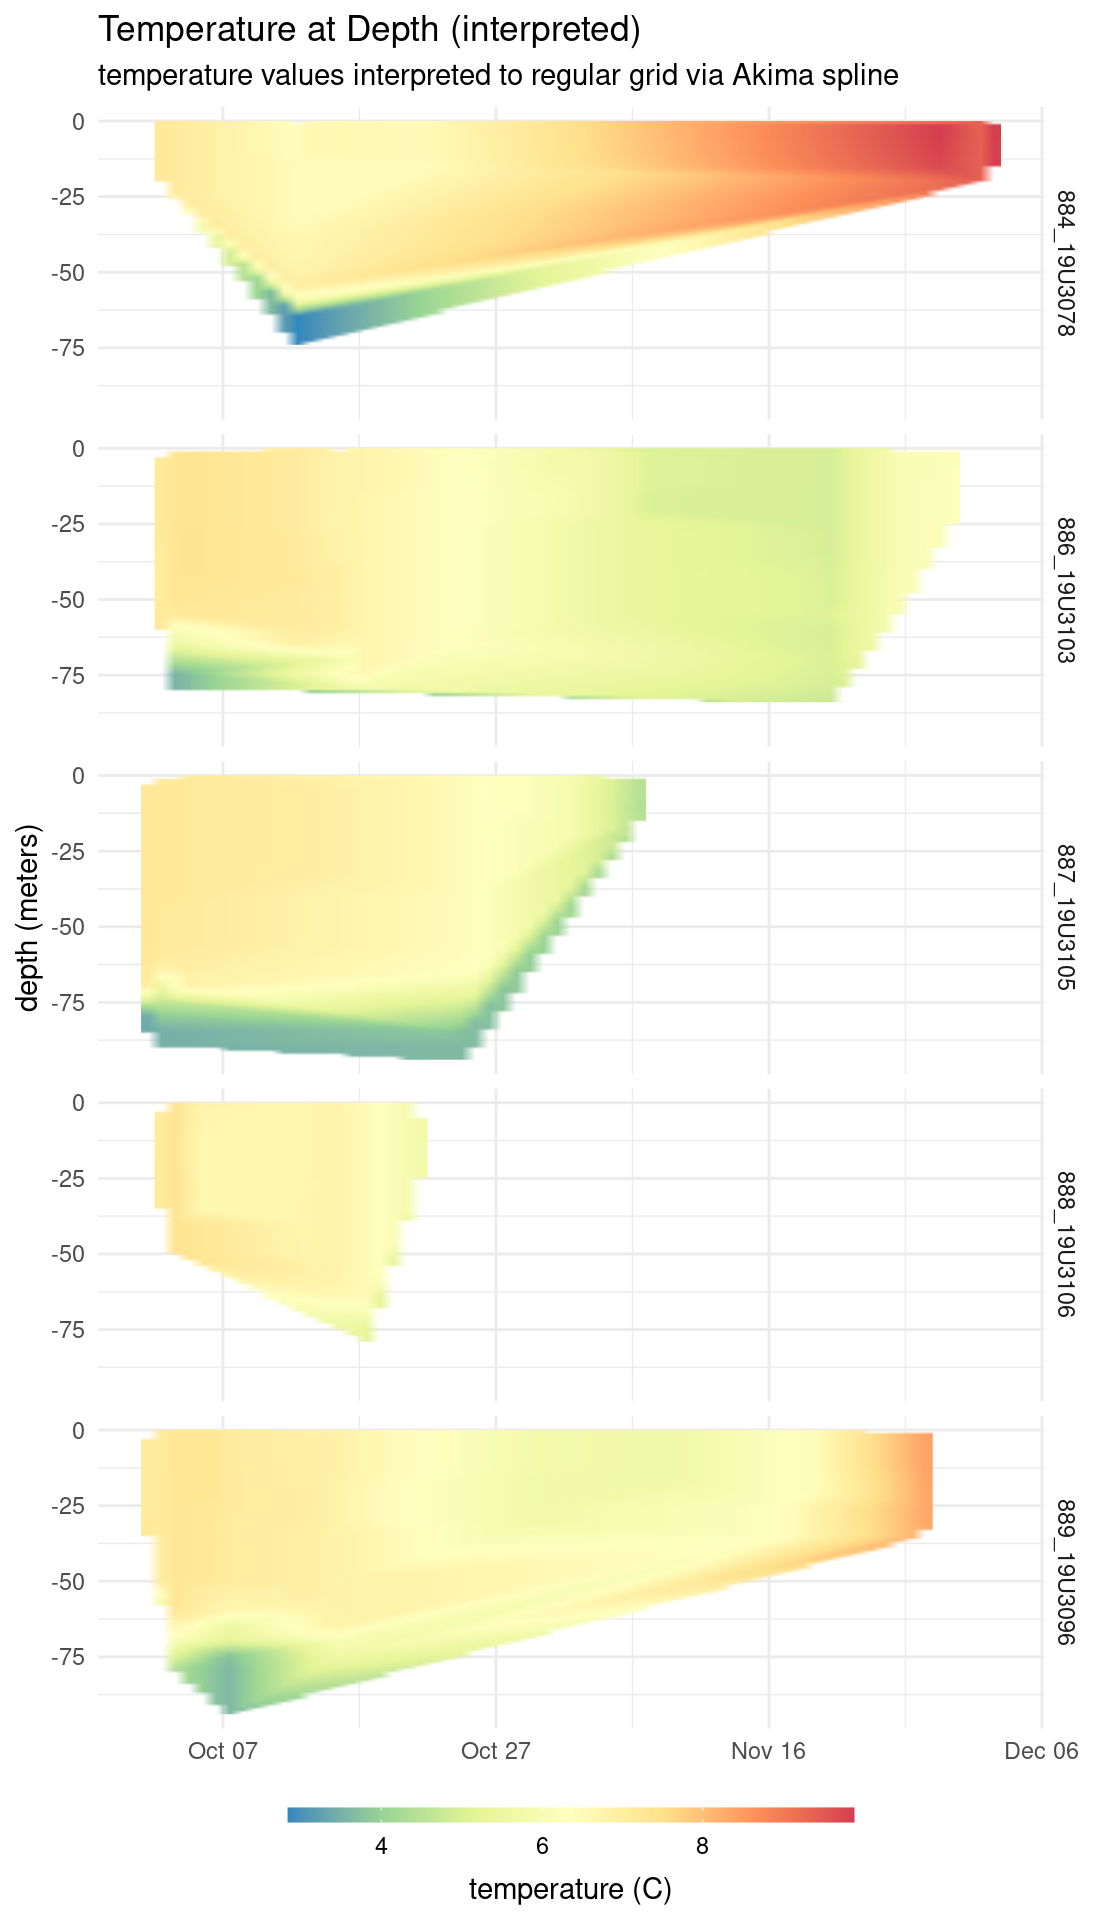 Temperature at Depth (interpreted)
temperature values interpreted to regular grid via Akima spline
0
-25
-50
-75
884_19U3078
0
-25
-50
-75
886_19U3103
depth (meters)
0
-25
-50
-75
887_19U3105
0
-25
-50
-75
888_19U3106
0
-25
-50
-75
889_19U3096
Oct 07
Oct 27
Nov 16
Dec 06
4
6
8
temperature (C)